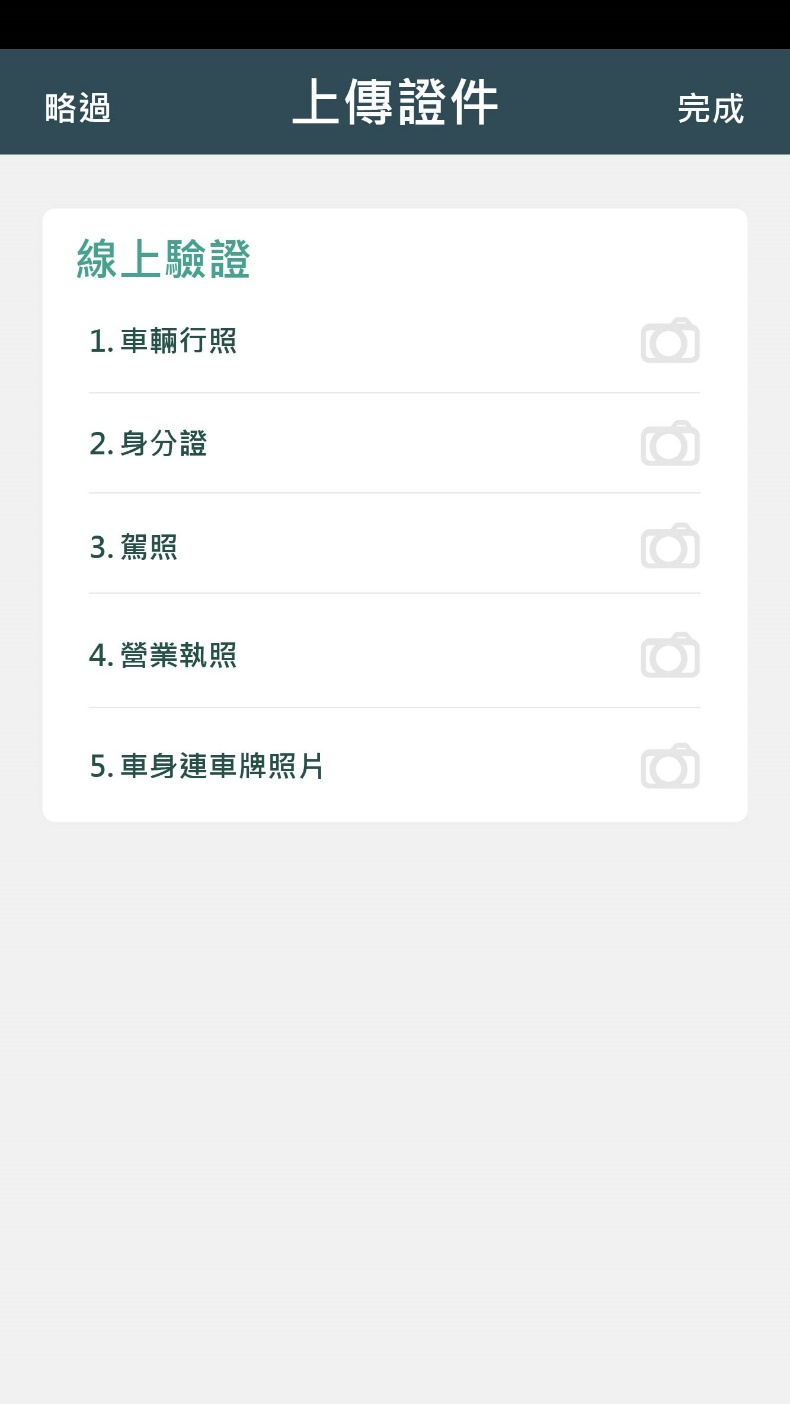 略過 上傳證件 完成
線上驗證
1. 車輛行照
2. 身分證
3. 駕照
4. 營業執照
5. 車身連車牌照片